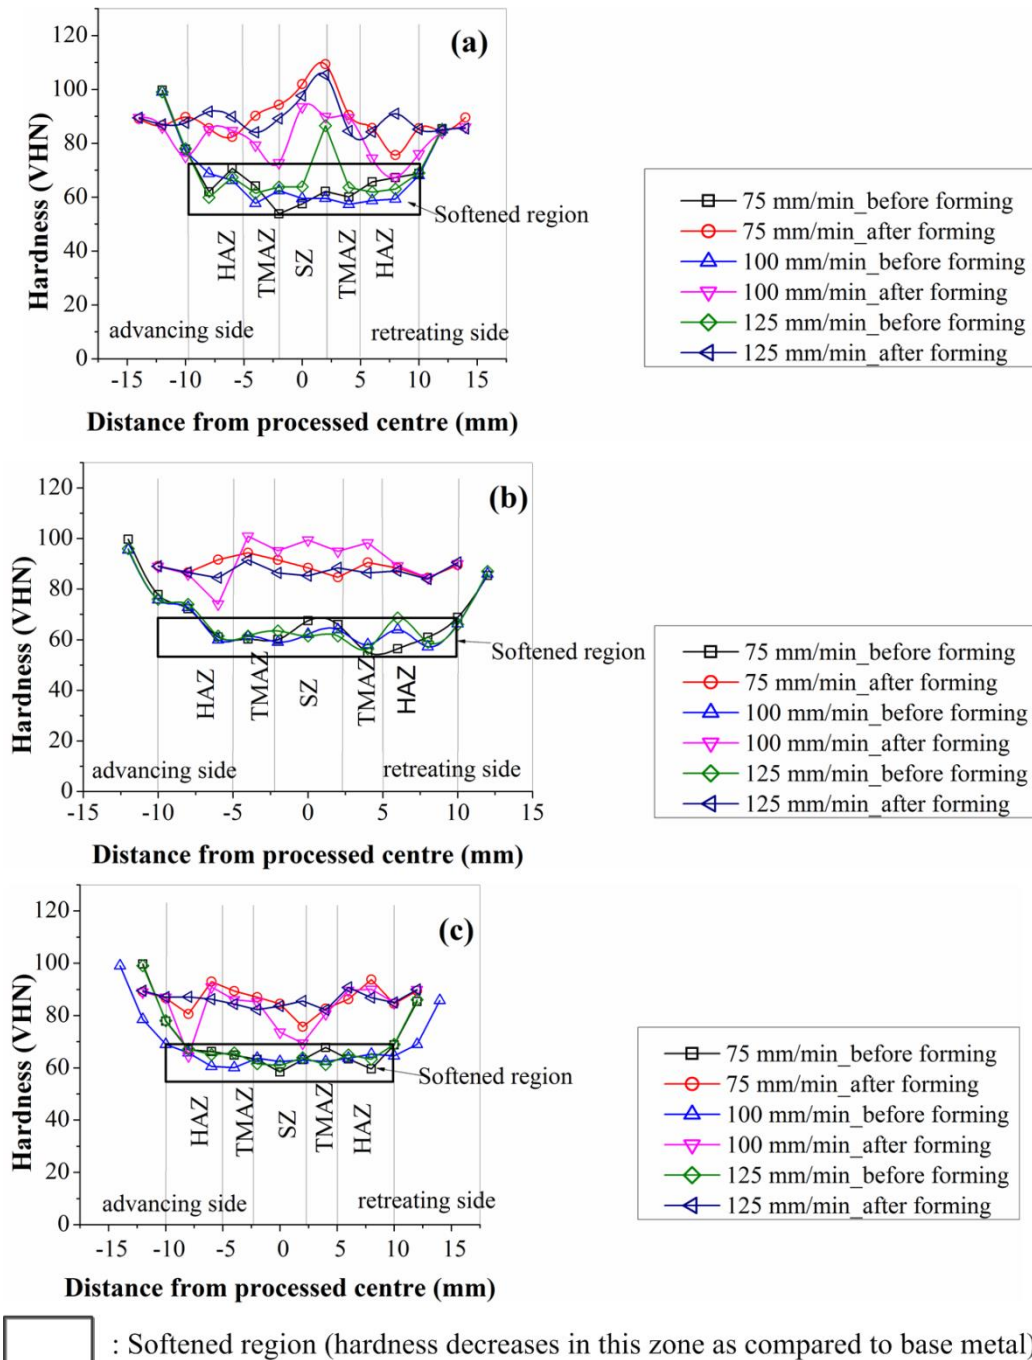 (a)
120
100
80
60
40
20
0
Hardness (VHN)
Softened region
HAZ
TMAZ
SZ
TMAZ
HAZ
advancing side
retreating side
-15 -10 -5 0 5 10 15
Distance from processed centre (mm)
75 mm/min_before forming
75 mm/min_after forming
100 mm/min_before forming
100 mm/min_after forming
125 mm/min_before forming
125 mm/min_after forming
(b)
120
100
80
60
40
20
0
Hardness (VHN)
Softened region
HAZ
TMAZ
SZ
TMAZ
HAZ
advancing side
retreating side
-15 -10 -5 0 5 10 15
Distance from processed centre (mm)
75 mm/min_before forming
75 mm/min_after forming
100 mm/min_before forming
100 mm/min_after forming
125 mm/min_before forming
125 mm/min_after forming
(c)
120
100
80
60
40
20
0
Hardness (VHN)
Softened region
HAZ
TMAZ
SZ
TMAZ
HAZ
advancing side
retreating side
-15 -10 -5 0 5 10 15
Distance from processed centre (mm)
75 mm/min_before forming
75 mm/min_after forming
100 mm/min_before forming
100 mm/min_after forming
125 mm/min_before forming
125 mm/min_after forming
: Softened region (hardness decreases in this zone as compared to base metal)